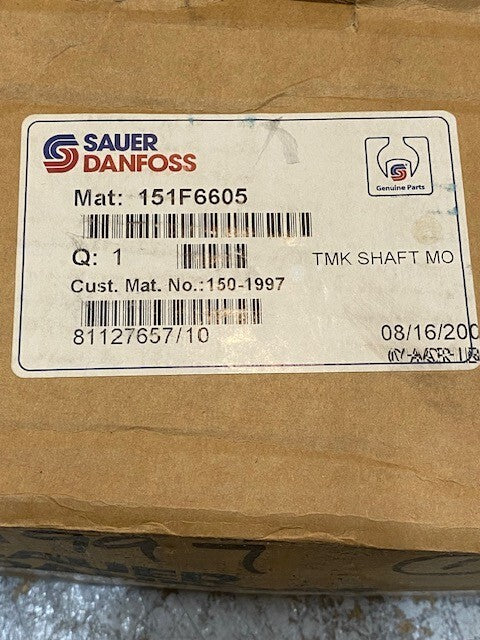 SAUER
DANFOSS
Genuine Parts
Mat: 151F6605
Q: 1
TMK SHAFT MO
Cust. Mat. No.:150-1997
81127657/10
08/16/200